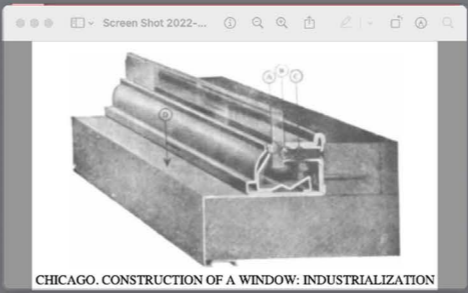 Screen Shot 2022-...
A B C
D
CHICAGO. CONSTRUCTION OF A WINDOW: INDUSTRIALIZATION